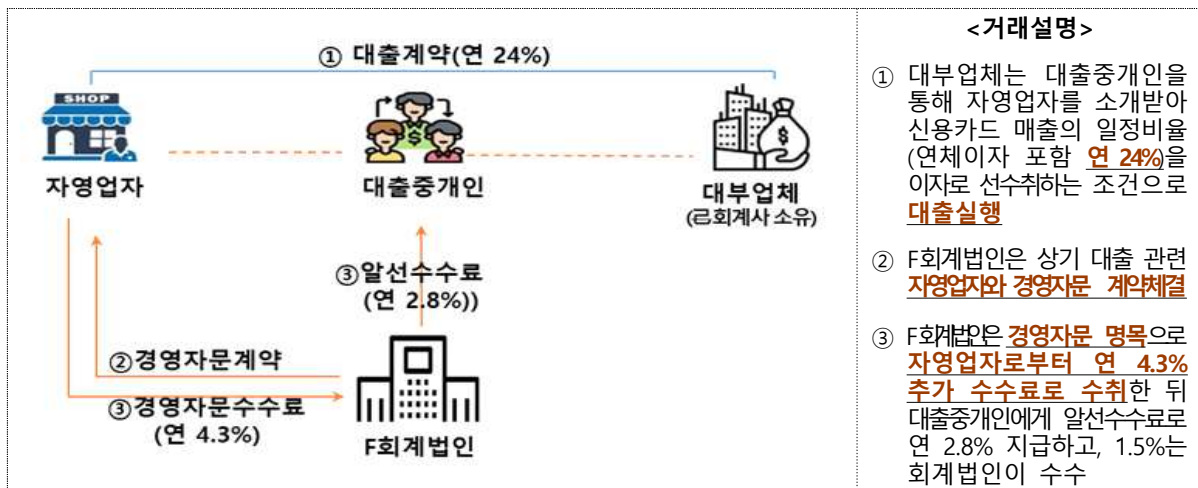 ① 대출계약(연 24%)
SHOP
자영업자
대출중개인
대부업체
(己회계사 소유)
③알선수수료
(연 2.8%))
②경영자문계약
③경영자문수수료
(연 4.3%)
F회계법인
<거래설명>
① 대부업체는 대출중개인을
통해 자영업자를 소개받아
신용카드 매출의 일정비율
(연체이자 포함 연 24%)을
이자로 선수취하는 조건으로
대출실행
② F회계법인은 상기 대출 관련
자영업자와 경영자문 계약체결
③ F회계법인은 경영자문 명목으로
자영업자로부터 연 4.3%
추가 수수료로 수취한 뒤
대출중개인에게 알선수수료로
연 2.8% 지급하고, 1.5%는
회계법인이 수수